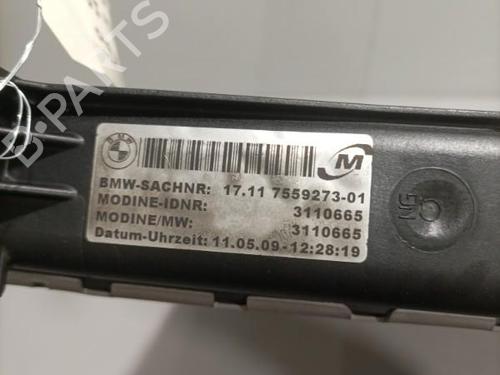 BMW
M
BMW-SACHNR: 17.11 7559273-01
MODINE-IDNR: 3110665
MODINE/MW: 3110665
Datum-Uhrzeit: 11.05.09-12:28:19
B-PARTS